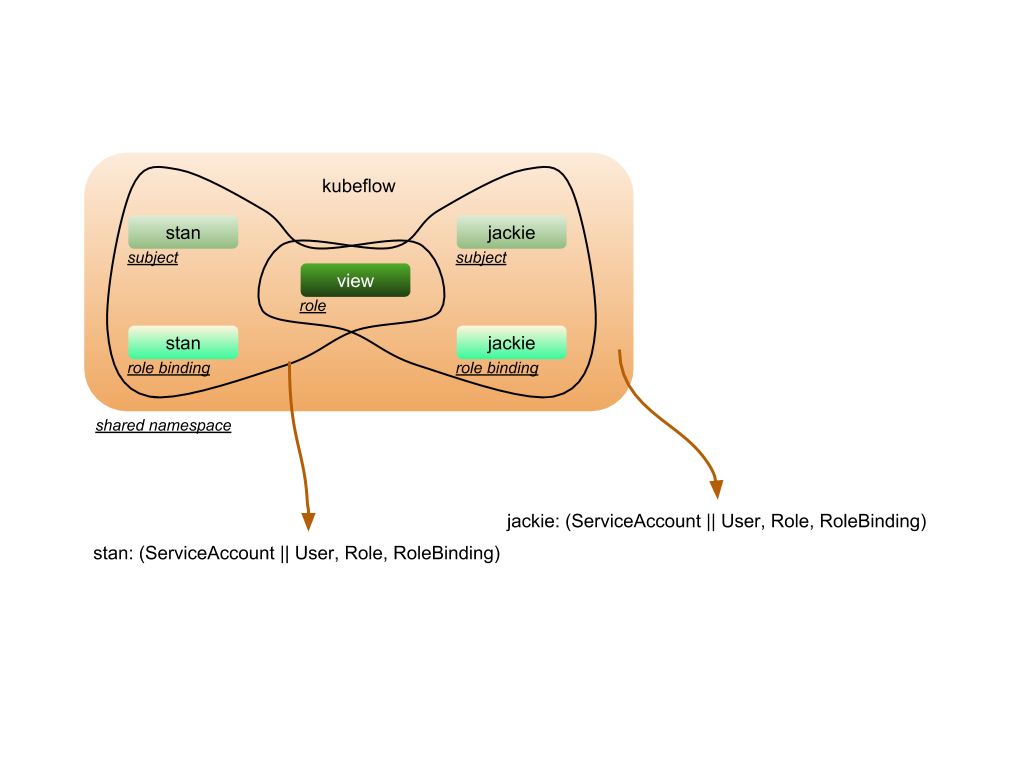 kubeflow
stan
jackie
subject
subject
view
role
stan
jackie
role binding
role binding
shared namespace
jackie: (ServiceAccount || User, Role, RoleBinding)
stan: (ServiceAccount || User, Role, RoleBinding)